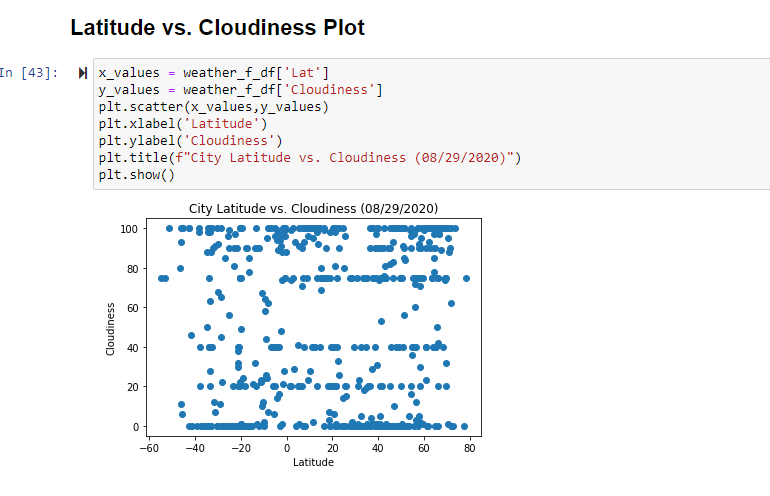 Latitude vs. Cloudiness Plot
In [43]:
x_values = weather_f_df['Lat']
y_values = weather_f_df['Cloudiness']
plt.scatter(x_values,y_values)
plt.xlabel('Latitude')
plt.ylabel('Cloudiness')
plt.title(f"City Latitude vs. Cloudiness (08/29/2020)")
plt.show()
City Latitude vs. Cloudiness (08/29/2020)
100
80
60
40
20
0
Cloudiness
−60 −40 −20 0 20 40 60 80
Latitude